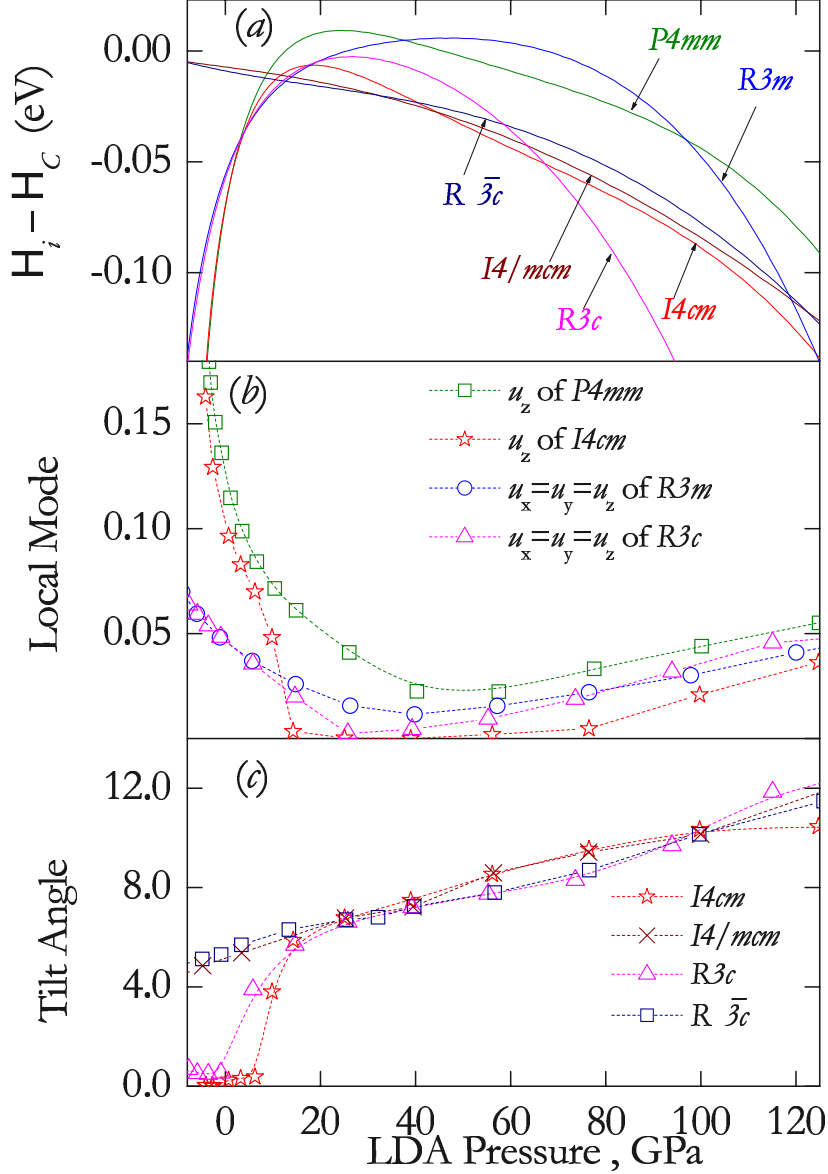 (a)
H_i – H_C (eV)
0.00
-0.05
-0.10
P4mm
R3m
R 3̅c
I4/mcm
R3c
I4cm
(b)
Local Mode
0.15
0.10
0.05
u_z of P4mm
u_z of I4cm
u_x=u_y=u_z of R3m
u_x=u_y=u_z of R3c
(c)
Tilt Angle
12.0
8.0
4.0
0.0
I4cm
I4/mcm
R3c
R 3̅c
0 20 40 60 80 100 120
LDA Pressure , GPa